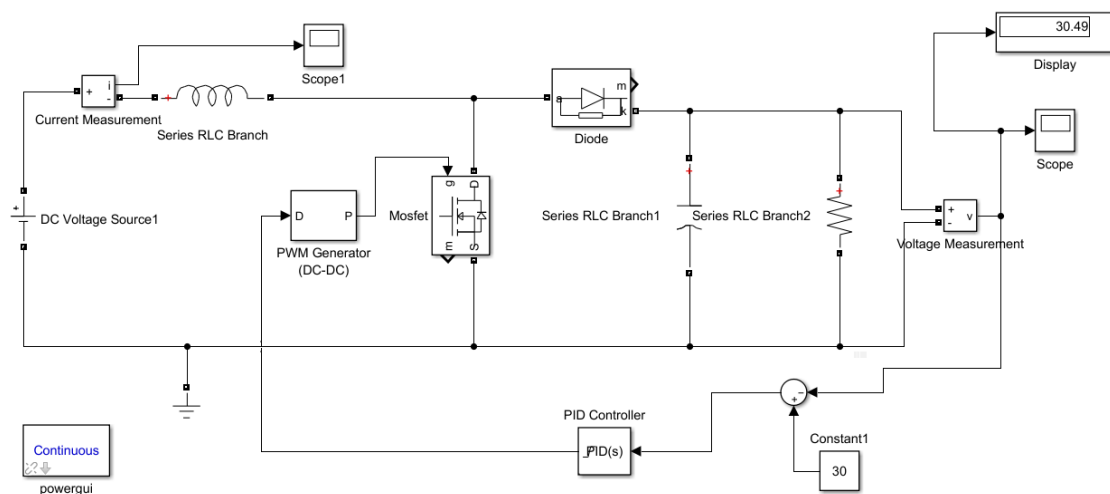 30.49
Display
Scope1
i
+
-
Current Measurement
+
Series RLC Branch
a
m
k
Diode
Scope
+
DC Voltage Source1
D
P
PWM Generator
(DC-DC)
g
D
Mosfet
m
S
+
Series RLC Branch1
+
Series RLC Branch2
+
-
v
Voltage Measurement
PID Controller
PID(s)
-
+
Constant1
30
Continuous
powergui